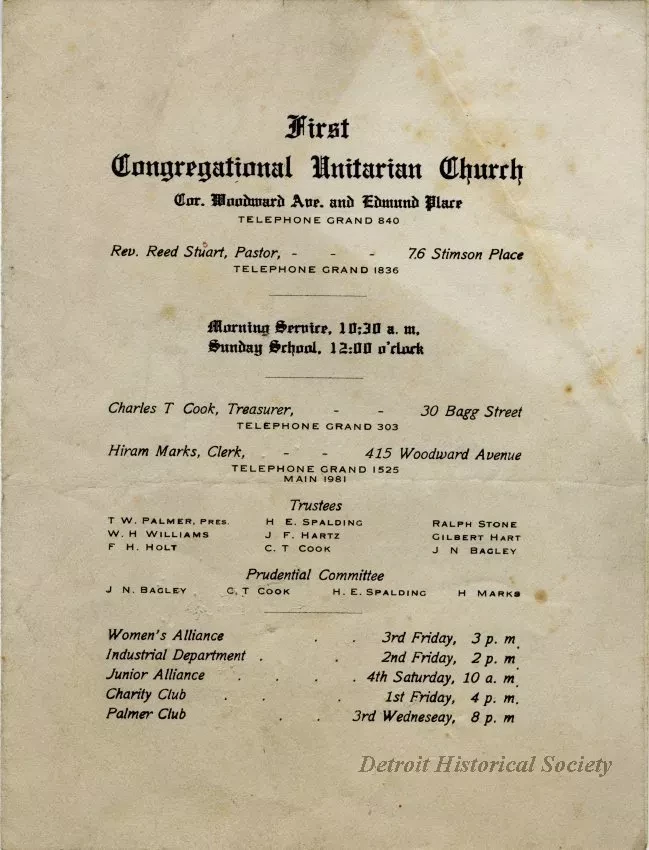 First
Congregational Unitarian Church
Cor. Woodward Ave. and Edmund Place
TELEPHONE GRAND 840
Rev. Reed Stuart, Pastor, - - - 76 Stimson Place
TELEPHONE GRAND 1836
Morning Service, 10:30 a. m.
Sunday School, 12:00 o'clock
Charles T Cook, Treasurer, - - 30 Bagg Street
TELEPHONE GRAND 303
Hiram Marks, Clerk, - - 415 Woodward Avenue
TELEPHONE GRAND 1525
MAIN 1981
Trustees
T W. PALMER, PRES. H E. SPALDING RALPH STONE
W. H WILLIAMS J F. HARTZ GILBERT HART
F H. HOLT C. T COOK J N BAGLEY
Prudential Committee
J N. BAGLEY C. T COOK H. E. SPALDING H MARKS
Women's Alliance . . 3rd Friday, 3 p. m.
Industrial Department . . 2nd Friday, 2 p. m.
Junior Alliance . . . . 4th Saturday, 10 a. m.
Charity Club . . . 1st Friday, 4 p. m.
Palmer Club . . 3rd Wedneseay, 8 p. m
Detroit Historical Society